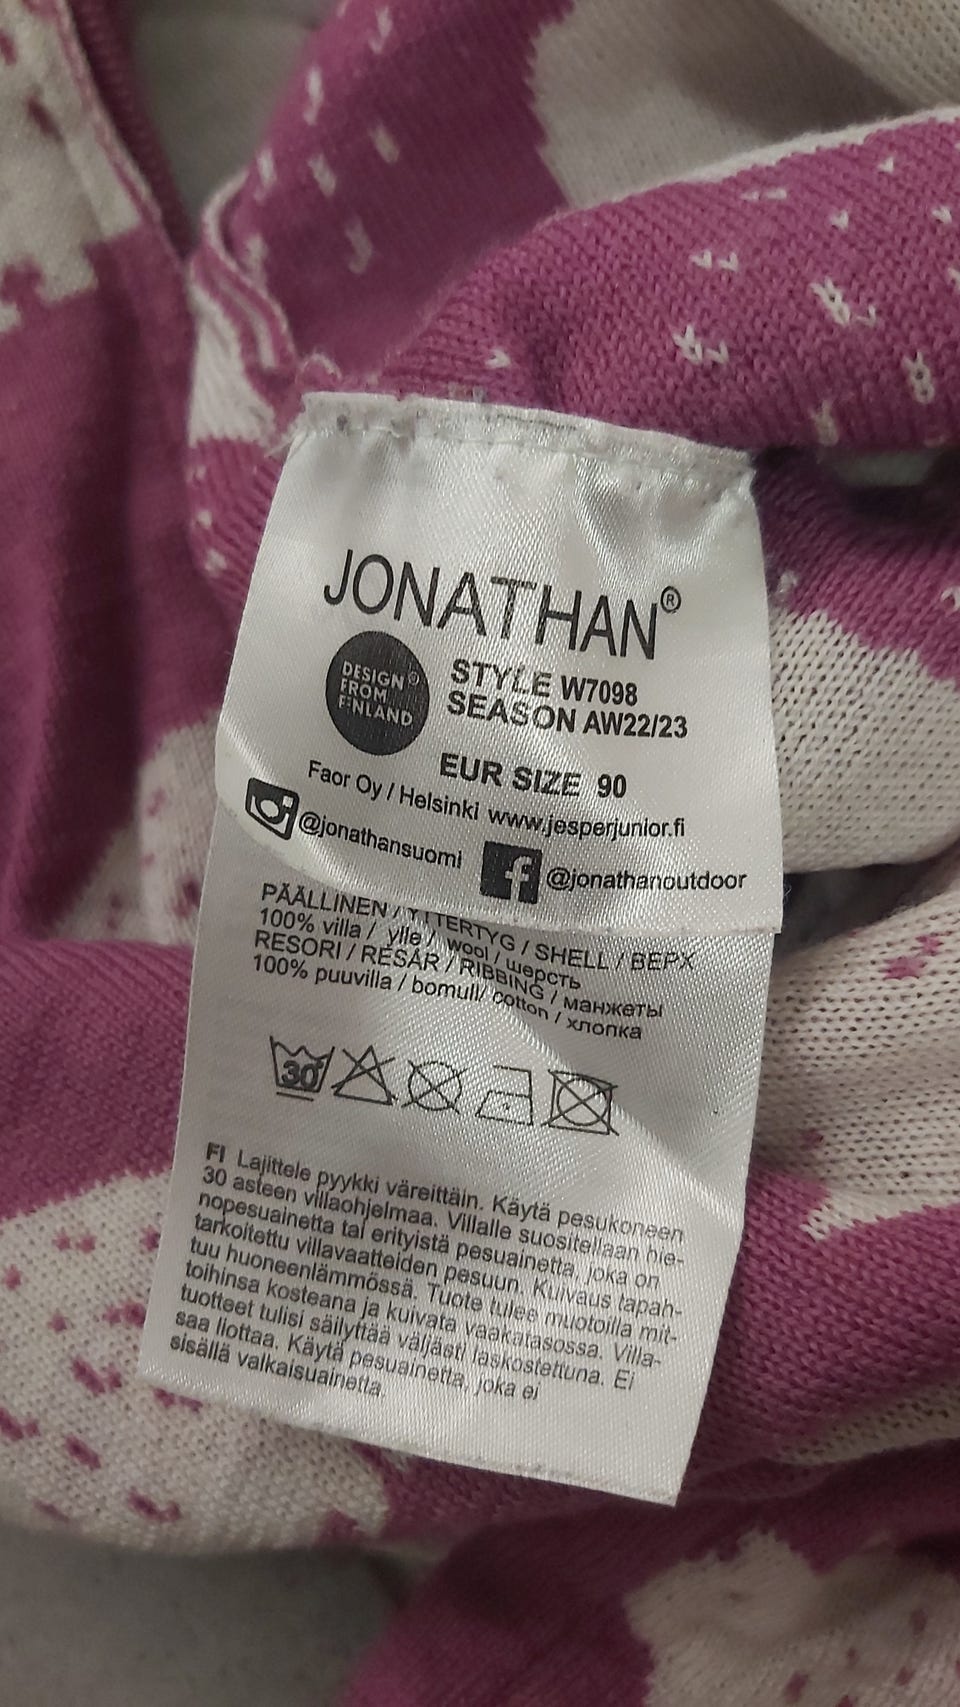 JONATHAN®
DESIGN
FROM
FINLAND
STYLE W7098
SEASON AW22/23
EUR SIZE 90
Faor Oy / Helsinki www.jesperjunior.fi
@jonathansuomi
@jonathanoutdoor
PÄÄLLINEN / YTTERTYG / SHELL / ВЕРХ
100% villa / ylle / wool / шерсть
RESORI / RESÅR / RIBBING / манжеты
100% puuvilla / bomull/ cotton / хлопка
30
FI Lajittele pyykki väreittäin. Käytä pesukoneen
30 asteen villaohjelmaa. Villalle suositellaan hie-
nopesuainetta tai erityistä pesuainetta, joka on
tarkoitettu villavaatteiden pesuun. Kuivaus tapah-
tuu huoneenlämmössä. Tuote tulee muotoilla mit-
toihinsa kosteana ja kuivata vaakatasossa. Villa-
tuotteet tulisi säilyttää väljästi laskostettuna. Ei
saa liottaa. Käytä pesuainetta, joka ei
sisällä valkaisuainetta.